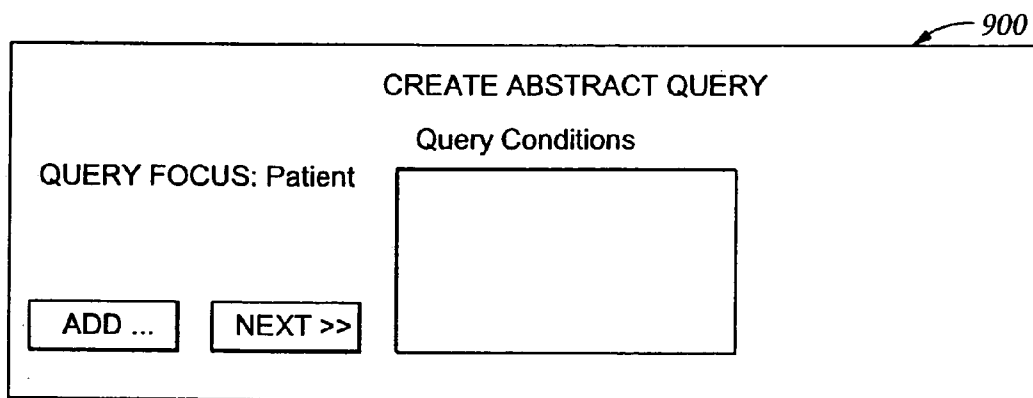 900
CREATE ABSTRACT QUERY
Query Conditions
QUERY FOCUS: Patient
ADD ...
NEXT >>